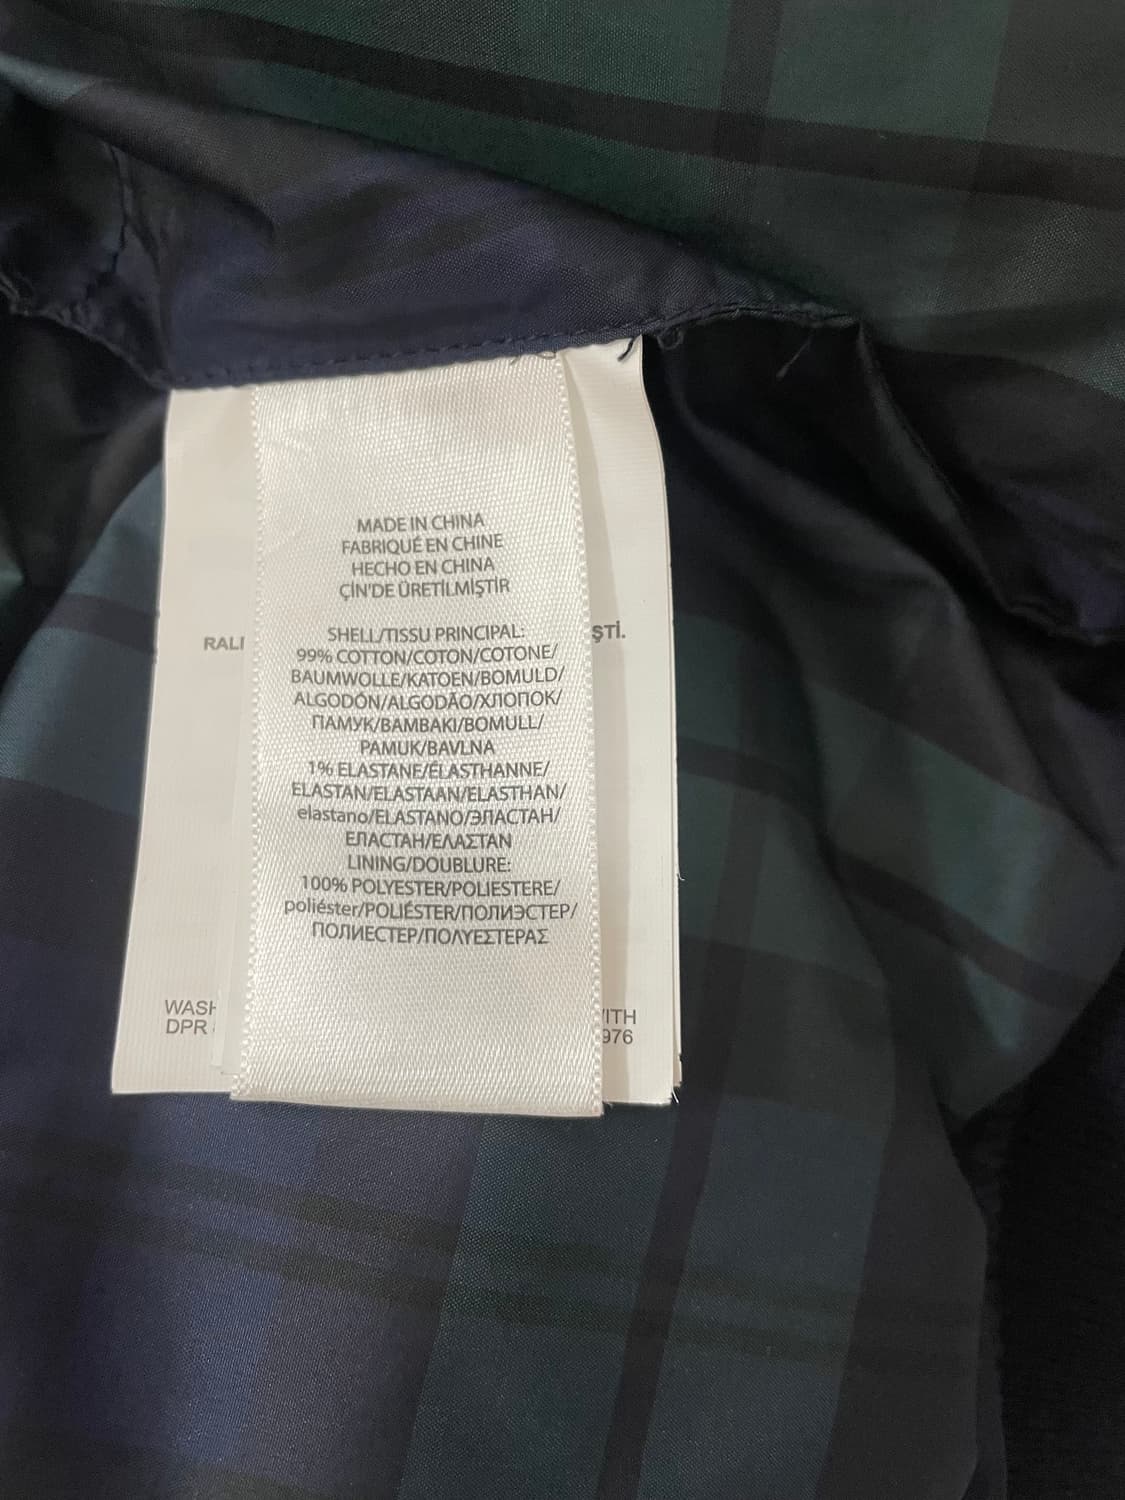 MADE IN CHINA
FABRIQUÉ EN CHINE
HECHO EN CHINA
ÇİN'DE ÜRETİLMİŞTİR
SHELL/TISSU PRINCIPAL:
99% COTTON/COTON/COTONE/
BAUMWOLLE/KATOEN/BOMULD/
ALGODÓN/ALGODÃO/ХЛОПОК/
ПАМУК/BAMBAKI/BOMULL/
PAMUK/BAVLNA
1% ELASTANE/ÉLASTHANNE/
ELASTAN/ELASTAAN/ELASTHAN/
elastano/ELASTANO/ЭЛАСТАН/
ЕЛАСТАН/ΕΛΑΣΤΑΝ
LINING/DOUBLURE:
100% POLYESTER/POLIESTERE/
poliéster/POLIÉSTER/ПОЛИЭСТЕР/
ПОЛИЕСТЕР/ΠΟΛΥΕΣΤΕΡΑΣ
RAL
ŞTİ.
WASH
ITH
DPR
976